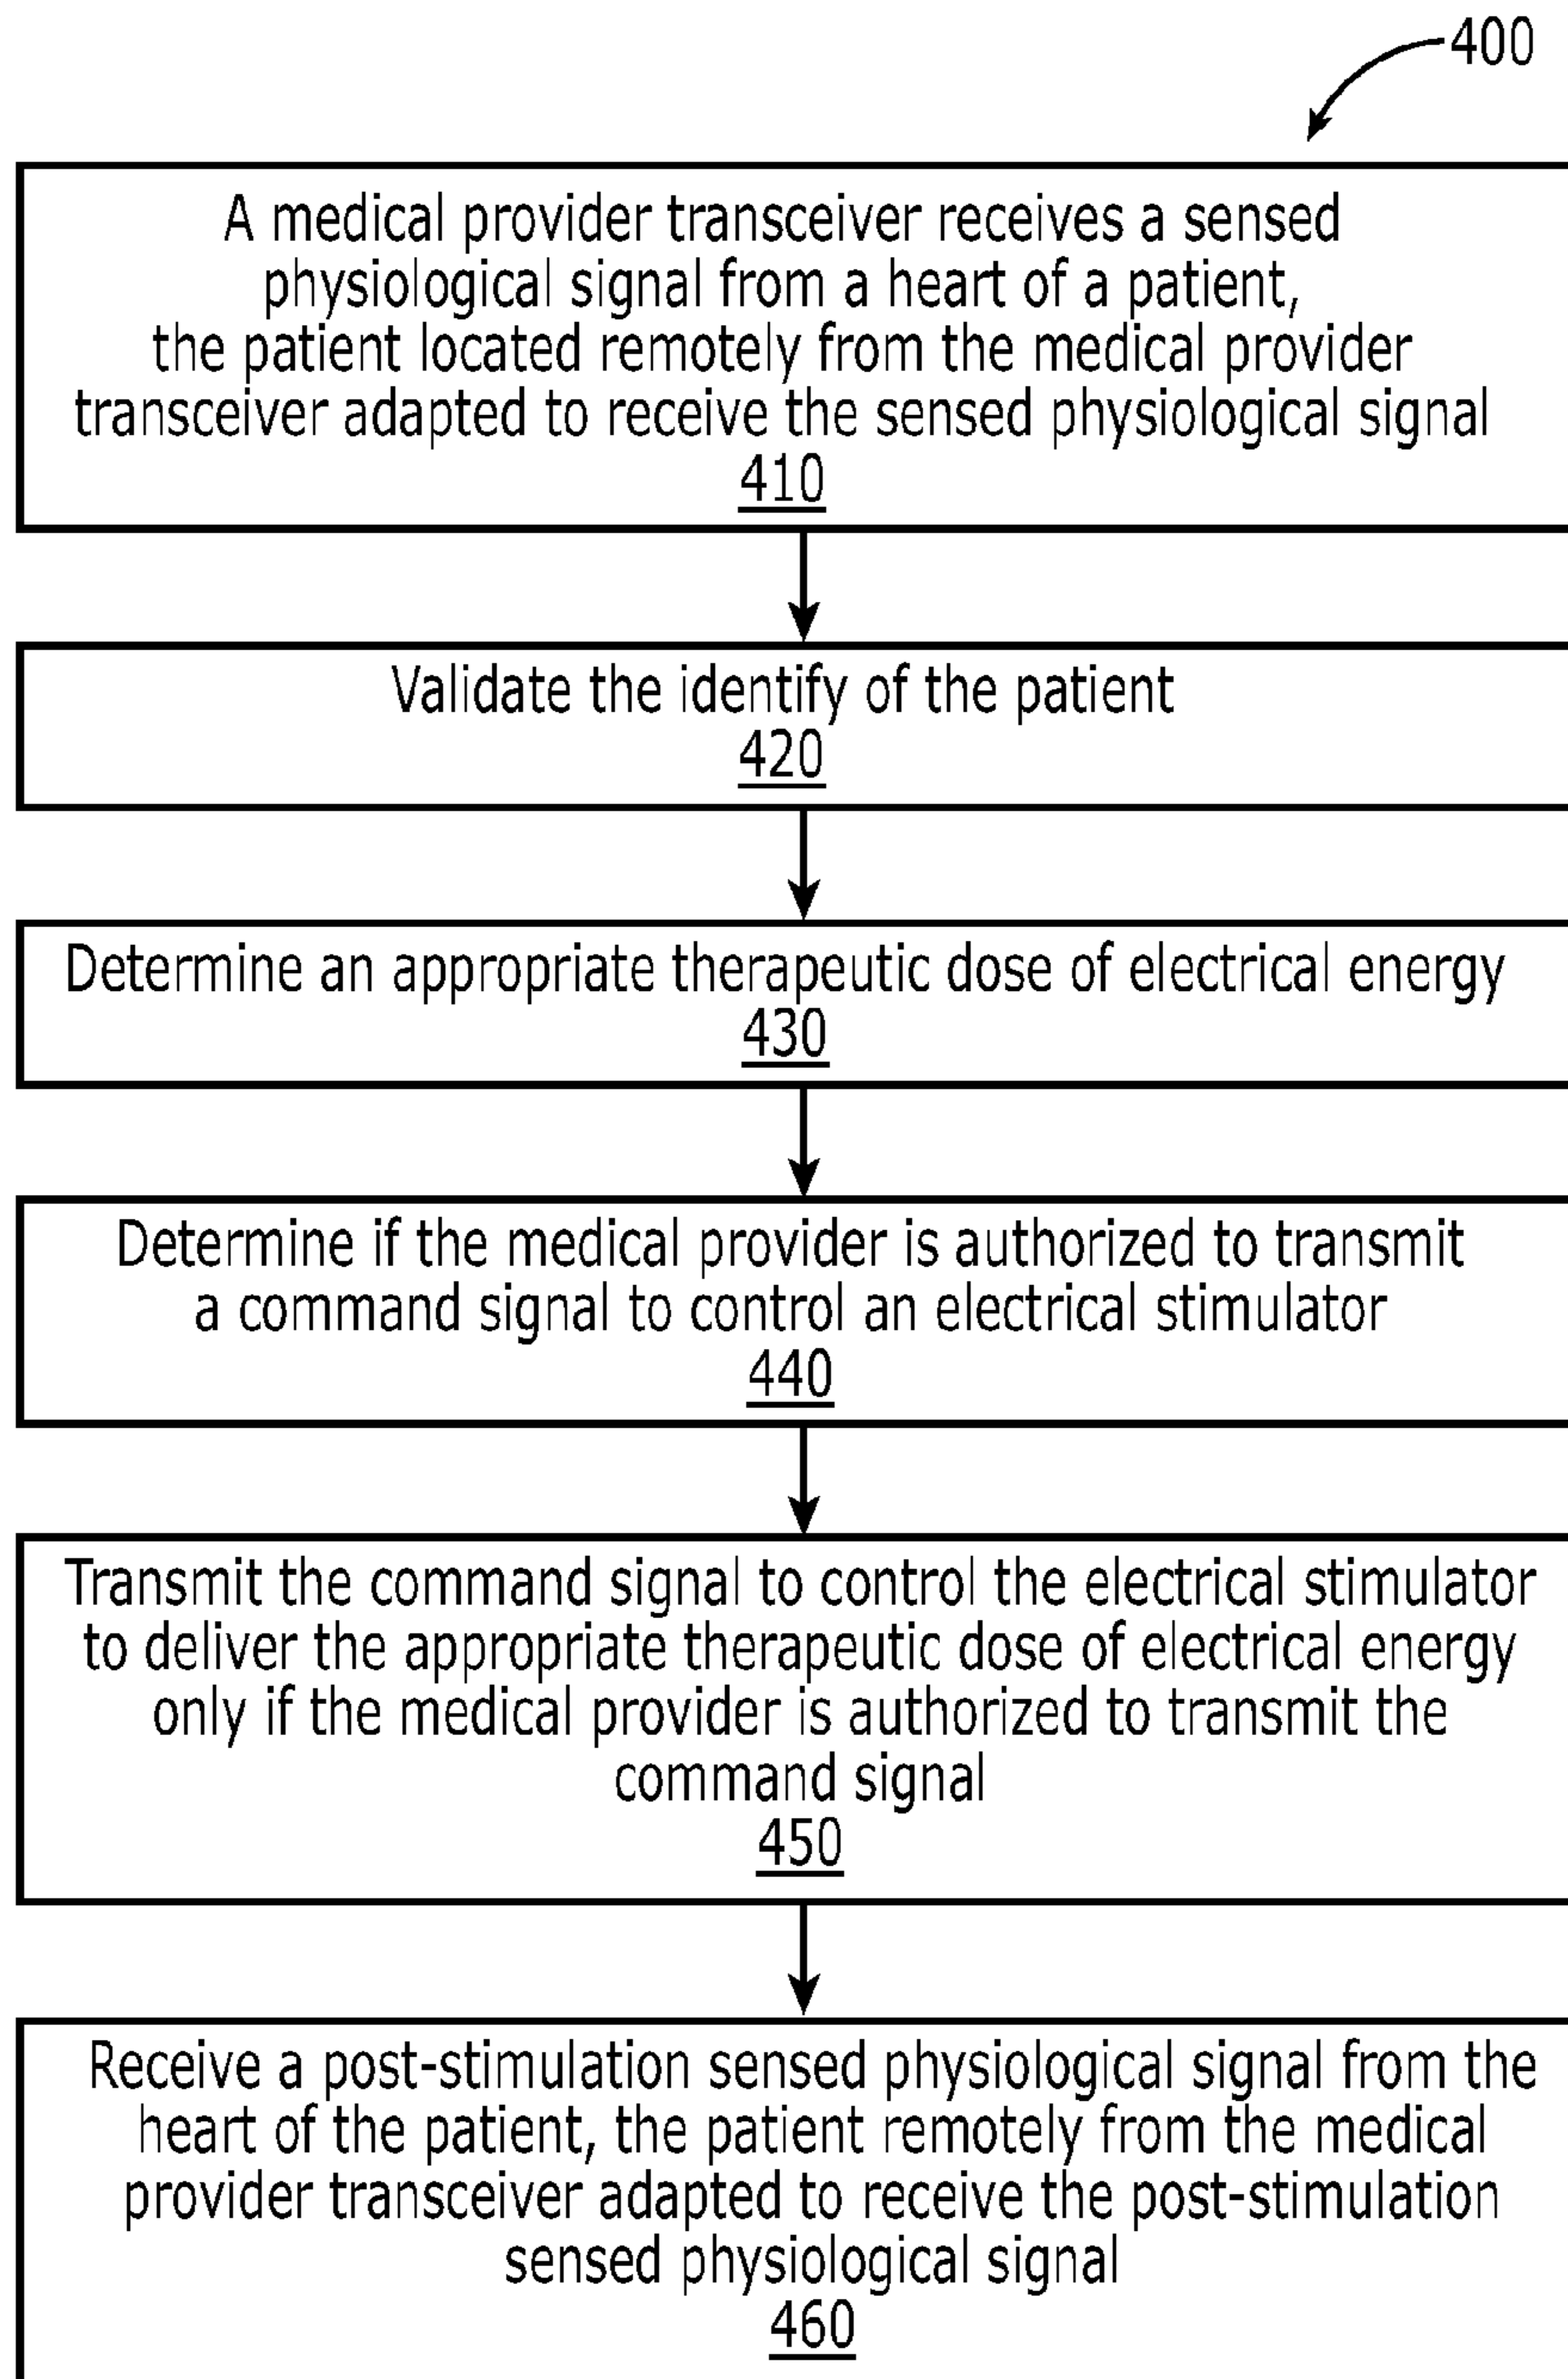 400
A medical provider transceiver receives a sensed
physiological signal from a heart of a patient,
the patient located remotely from the medical provider
transceiver adapted to receive the sensed physiological signal
410
Validate the identify of the patient
420
Determine an appropriate therapeutic dose of electrical energy
430
Determine if the medical provider is authorized to transmit
a command signal to control an electrical stimulator
440
Transmit the command signal to control the electrical stimulator
to deliver the appropriate therapeutic dose of electrical energy
only if the medical provider is authorized to transmit the
command signal
450
Receive a post-stimulation sensed physiological signal from the
heart of the patient, the patient remotely from the medical
provider transceiver adapted to receive the post-stimulation
sensed physiological signal
460